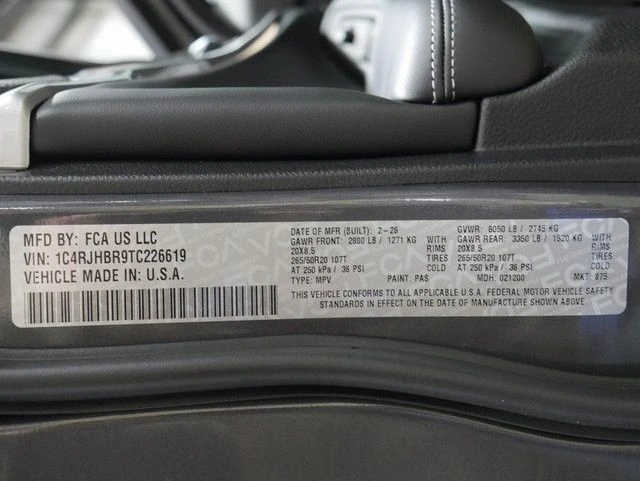 MFD BY: FCA US LLC
VIN: 1C4RJHBR9TC226619
VEHICLE MADE IN U.S.A.
DATE OF MFR (BUILT): 2-26
GAWR FRONT: 2800 LB / 1271 KG WITH
20X8.5 RIMS
265/50R20 107T TIRES
AT 250 kPa / 36 PSI COLD
TYPE: MPV PAINT: PAS
GVWR: 6050 LB / 2745 KG
GAWR REAR: 3350 LB / 1520 KG WITH
20X8.5 RIMS
265/50R20 107T TIRES
AT 250 kPa / 36 PSI COLD
MDH: 021200 MKT: 875
THIS VEHICLE CONFORMS TO ALL APPLICABLE U.S.A. FEDERAL MOTOR VEHICLE SAFETY
STANDARDS IN EFFECT ON THE DATE OF MANUFACTURE SHOWN ABOVE.